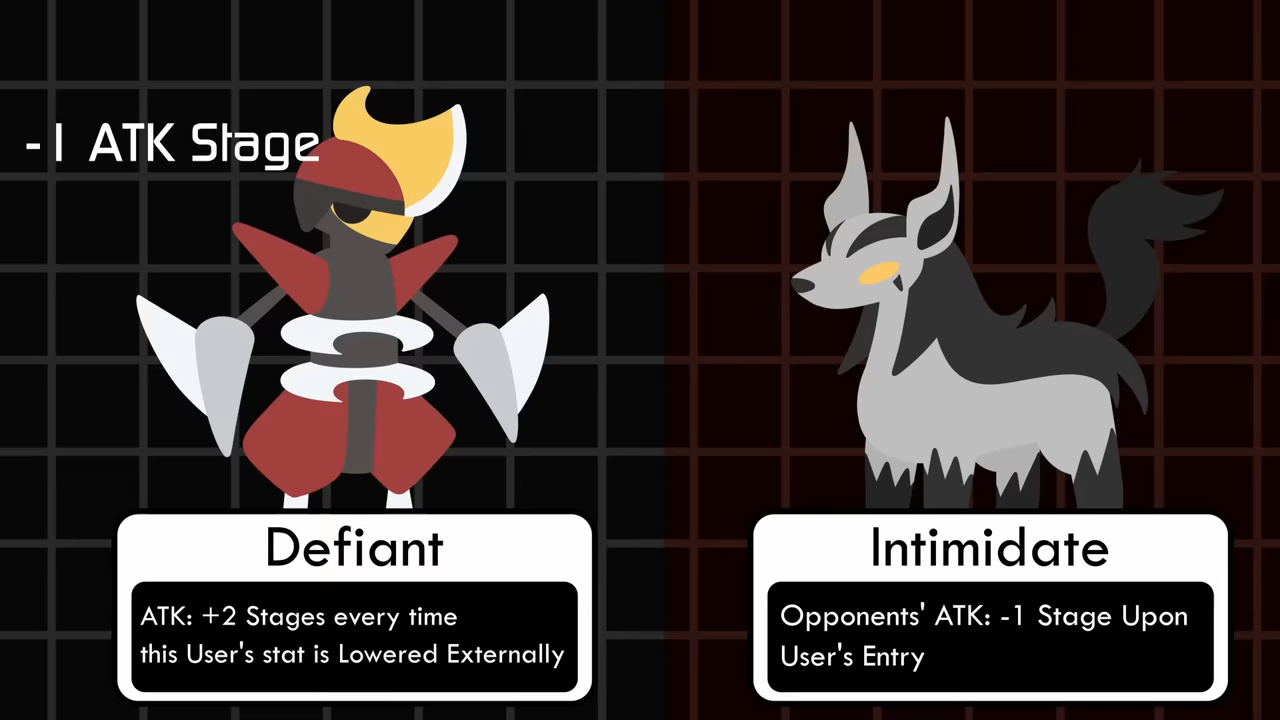 -1 ATK Stage
Defiant
ATK: +2 Stages every time
this User's stat is Lowered Externally
Intimidate
Opponents' ATK: -1 Stage Upon
User's Entry